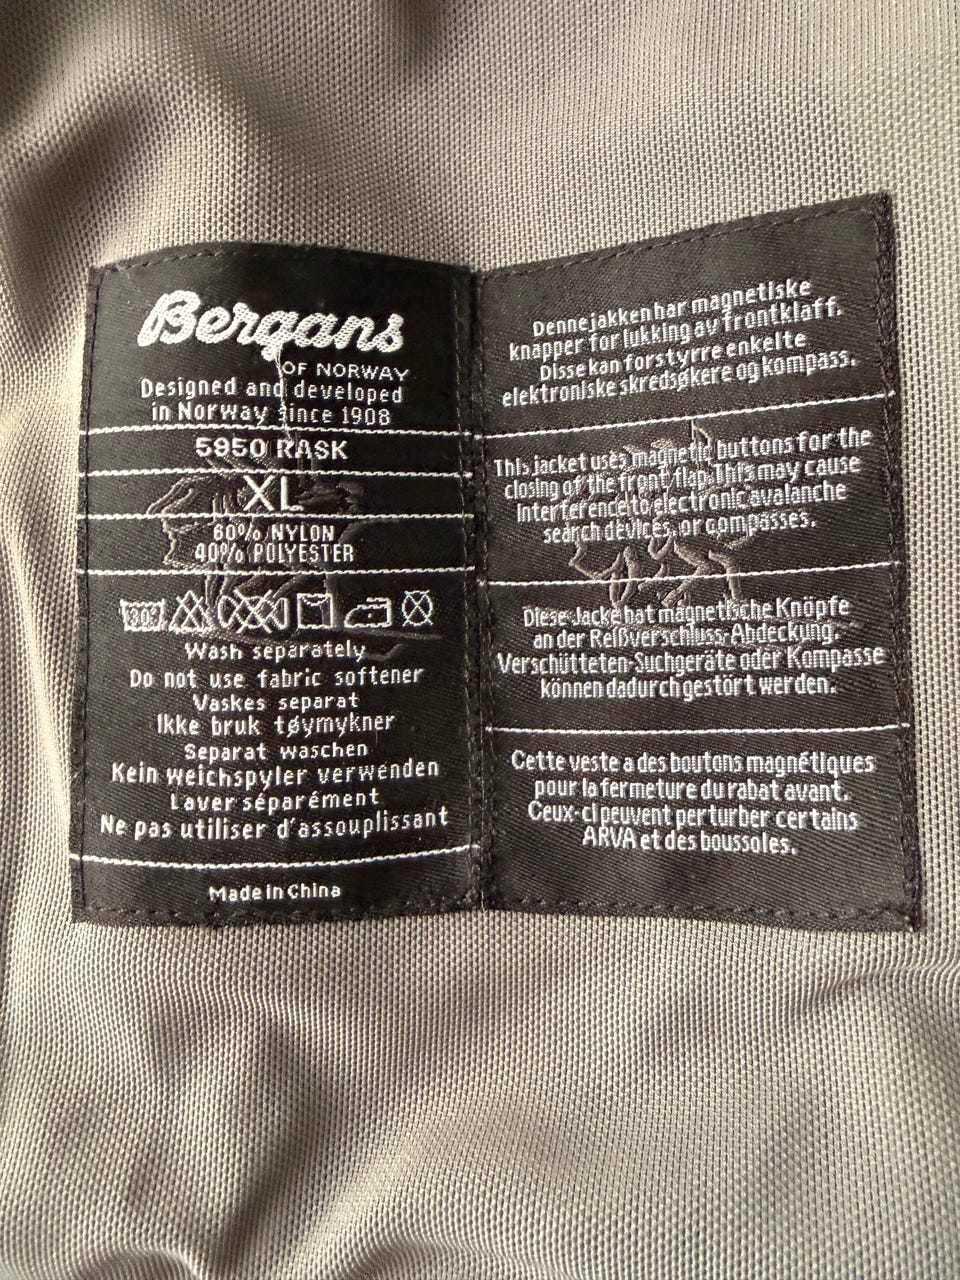 Bergans
OF NORWAY
Designed and developed
in Norway since 1908
5950 RASK
XL
60% NYLON
40% POLYESTER
Wash separately
Do not use fabric softener
Vaskes separat
Ikke bruk tøymykner
Separat waschen
Kein Weichspyler verwenden
Laver séparément
Ne pas utiliser d'assouplissant
Made in China
Denne jakken har magnetiske
knapper for lukking av frontklaff.
Disse kan forstyrre enkelte
elektroniske skredsøkere og kompass.
This jacket uses magnetic buttons for the
closing of the front flap. This may cause
interference to electronic avalanche
search devices, or compasses.
Diese Jacke hat magnetische Knöpfe
an der Reißverschluss-Abdeckung.
Verschütteten-Suchgeräte oder Kompasse
können dadurch gestört werden.
Cette veste a des boutons magnétiques
pour la fermeture du rabat avant.
Ceux-ci peuvent perturber certains
ARVA et des boussoles.